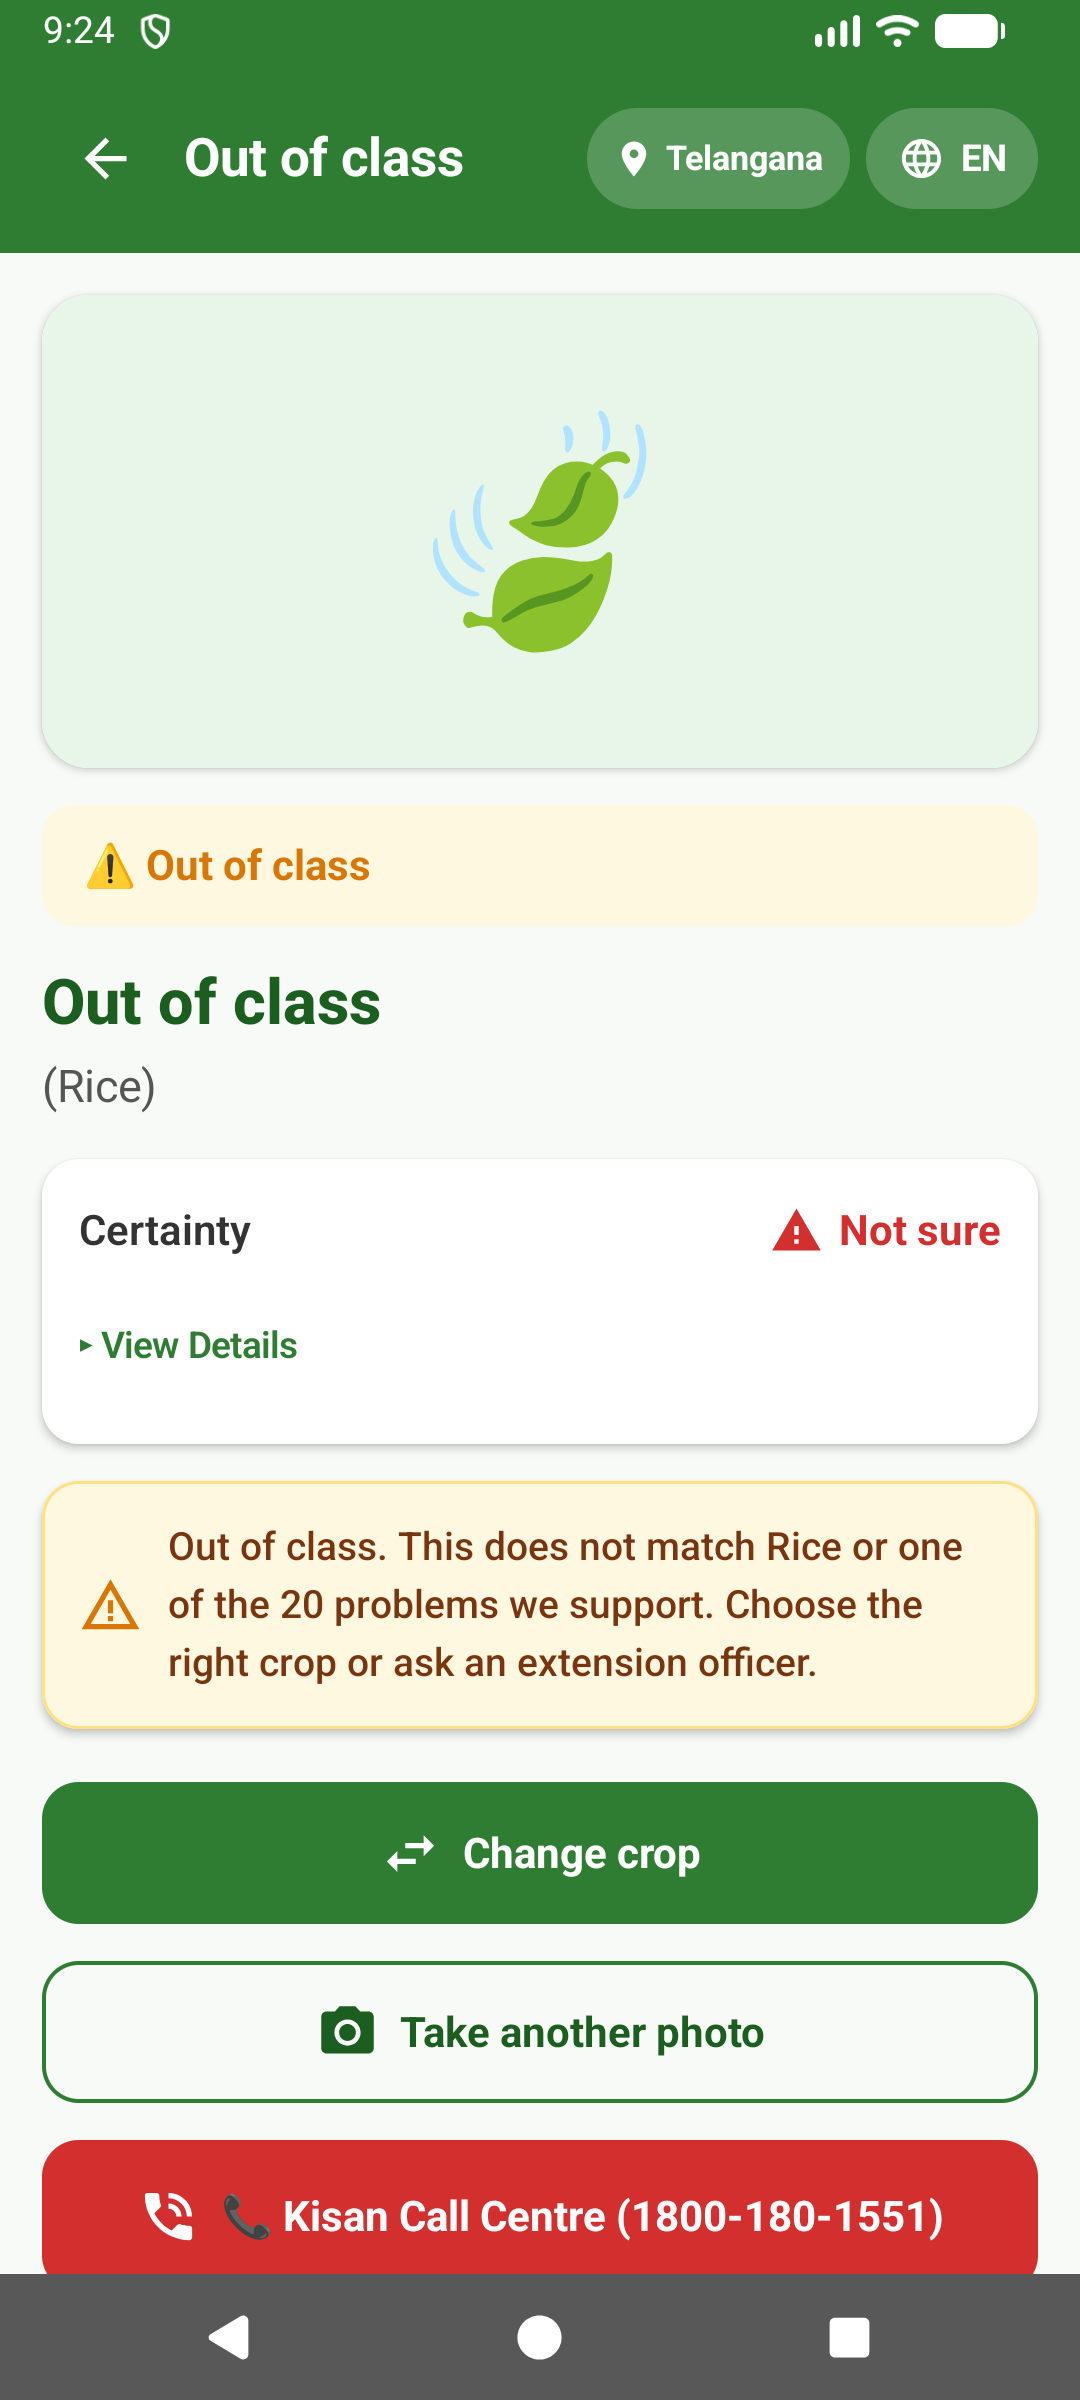 9:24
Out of class
Telangana
EN
Out of class
Out of class
(Rice)
Certainty
Not sure
View Details
Out of class. This does not match Rice or one
of the 20 problems we support. Choose the
right crop or ask an extension officer.
Change crop
Take another photo
Kisan Call Centre (1800-180-1551)